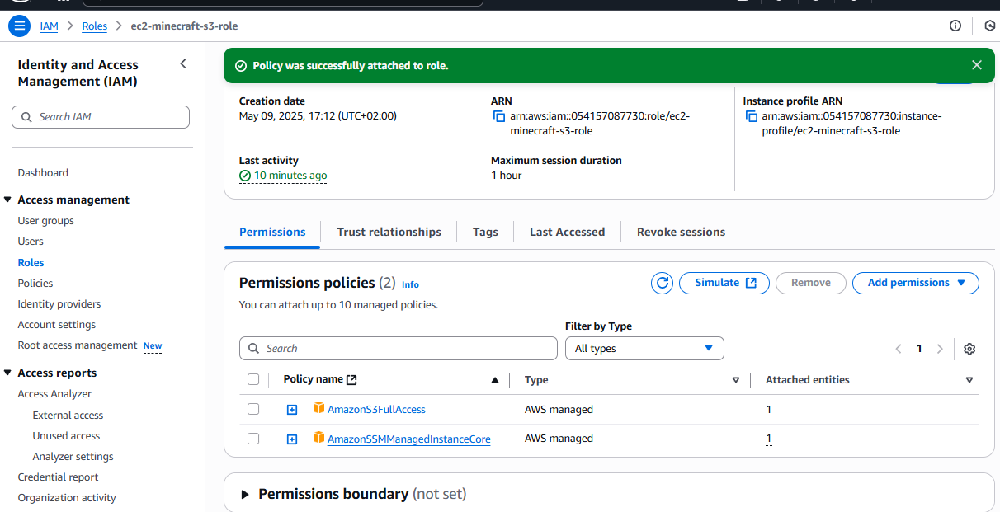 IAM > Roles > ec2-minecraft-s3-role
Identity and Access
Management (IAM)
Search IAM
Dashboard
Access management
User groups
Users
Roles
Policies
Identity providers
Account settings
Root access management New
Access reports
Access Analyzer
External access
Unused access
Analyzer settings
Credential report
Organization activity
Policy was successfully attached to role.
Creation date
May 09, 2025, 17:12 (UTC+02:00)
Last activity
10 minutes ago
ARN
arn:aws:iam::054157087730:role/ec2-
minecraft-s3-role
Maximum session duration
1 hour
Instance profile ARN
arn:aws:iam::054157087730:instance-
profile/ec2-minecraft-s3-role
Permissions Trust relationships Tags Last Accessed Revoke sessions
Permissions policies (2) Info
Simulate Remove Add permissions
You can attach up to 10 managed policies.
Filter by Type
Search All types 1
Policy name Type Attached entities
AmazonS3FullAccess AWS managed 1
AmazonSSMManagedInstanceCore AWS managed 1
Permissions boundary (not set)